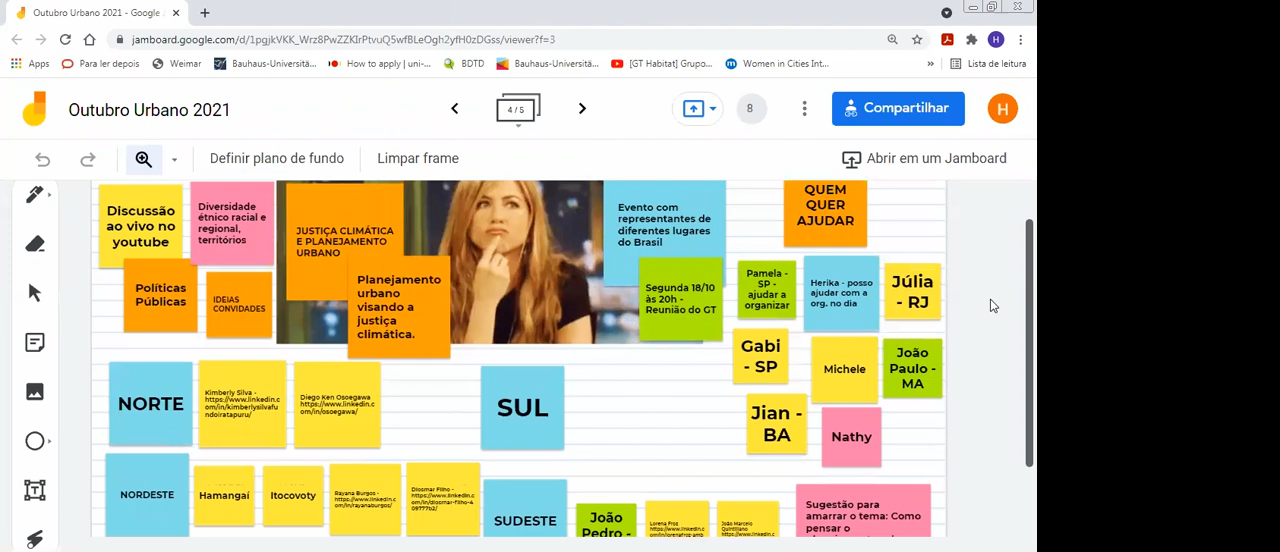 Outubro Urbano 2021 - Google
jamboard.google.com/d/1pgjkVKK_Wrz8PwZZKIrPtvuQ5wfBLeOgh2yfH0zDGss/viewer?f=3
Apps
Para ler depois
Weimar
Bauhaus-Universitä...
How to apply | uni-...
BDTD
Bauhaus-Universitä...
[GT Habitat] Grupo...
Women in Cities Int...
»
Lista de leitura
Outubro Urbano 2021
4 / 5
8
Compartilhar
H
Definir plano de fundo
Limpar frame
Abrir em um Jamboard
Discussão
ao vivo no
youtube
Diversidade
étnico racial e
regional,
territórios
JUSTIÇA CLIMÁTICA
E PLANEJAMENTO
URBANO
Evento com
representantes de
diferentes lugares
do Brasil
QUEM
QUER
AJUDAR
Políticas
Públicas
IDEIAS
CONVIDADES
Planejamento
urbano
visando a
justiça
climática.
Segunda 18/10
às 20h -
Reunião do GT
Pamela -
SP -
ajudar a
organizar
Herika - posso
ajudar com a
org. no dia
Júlia
- RJ
Gabi
- SP
Michele
João
Paulo -
MA
Jian -
BA
Nathy
NORTE
Kimberly Silva -
https://www.linkedin.c
om/in/kimberlysilvafu
ndoiratapuru/
Diego Ken Osoegawa
https://www.linkedin.c
om/in/osoegawa/
SUL
NORDESTE
Hamangaí
Itocovoty
Rayana Burgos -
https://www.linkedin.c
om/in/rayanaburgos/
Diosmar Filho -
https://www.linkedin.c
om/in/diosmar-filho-4
09777b2/
SUDESTE
João
Pedro -
Lorena Froz
João Marcelo
Sugestão para
amarrar o tema: Como
pensar o